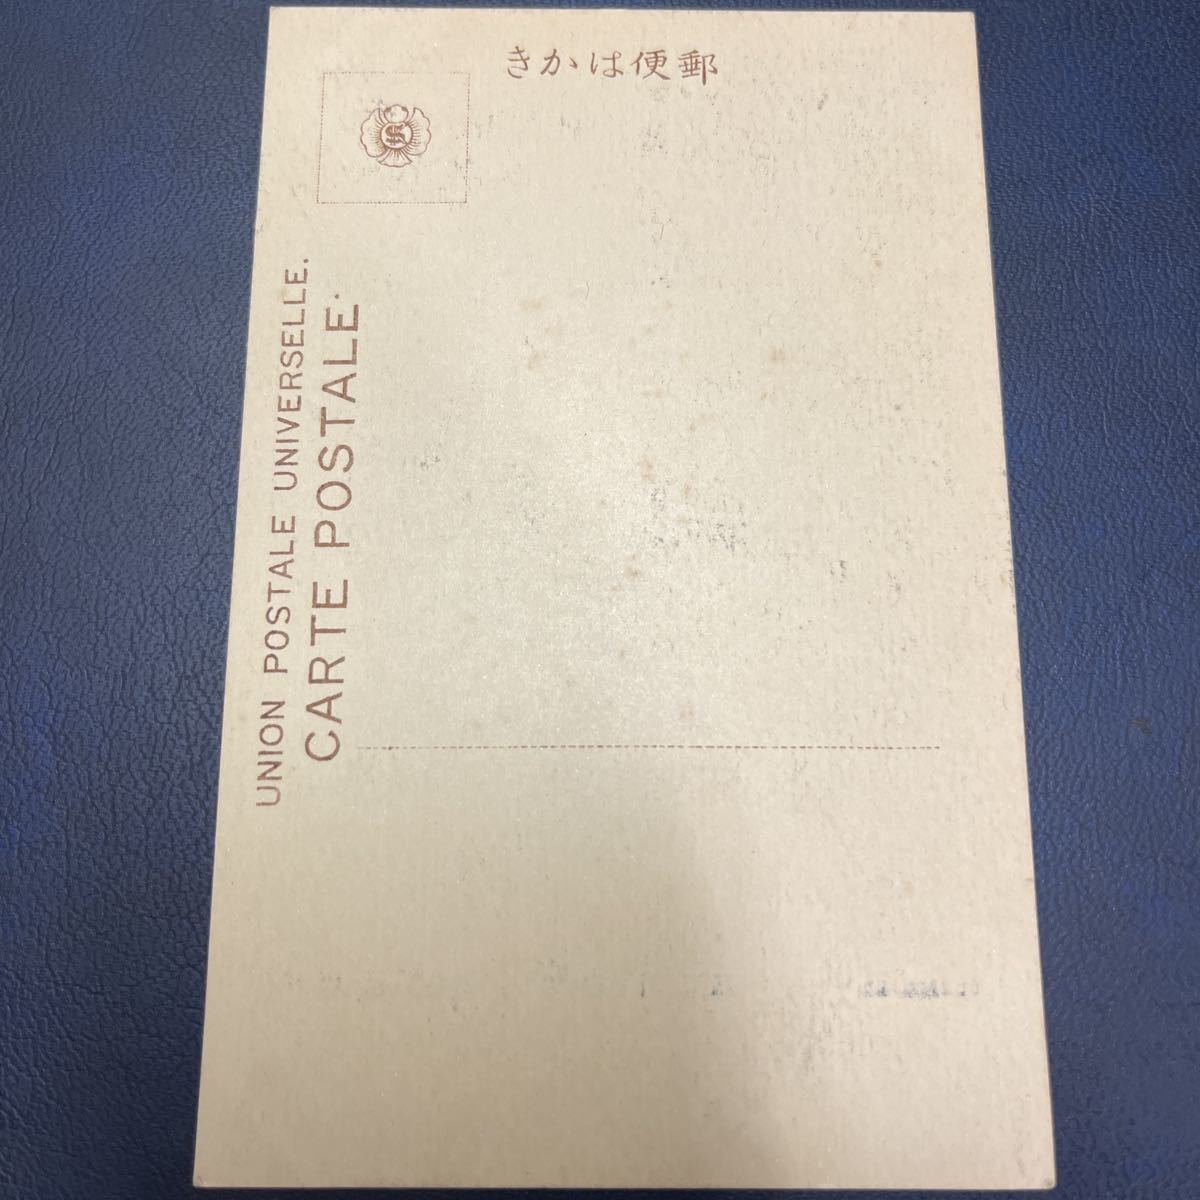 きかは便郵
UNION POSTALE UNIVERSELLE.
CARTE POSTALE.